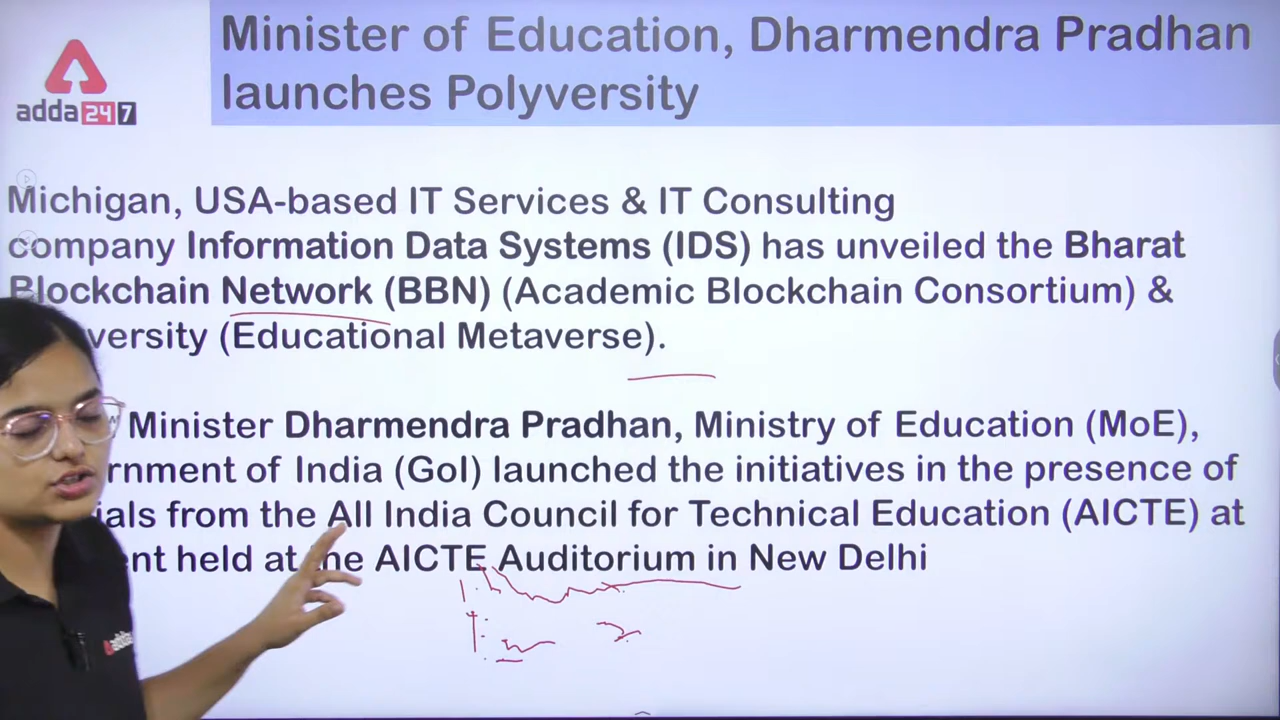 Minister of Education, Dharmendra Pradhan
launches Polyversity
adda247
Michigan, USA-based IT Services & IT Consulting
company Information Data Systems (IDS) has unveiled the Bharat
Blockchain Network (BBN) (Academic Blockchain Consortium) &
versity (Educational Metaverse).
Minister Dharmendra Pradhan, Ministry of Education (MoE),
rnment of India (GoI) launched the initiatives in the presence of
ials from the All India Council for Technical Education (AICTE) at
nt held at the AICTE Auditorium in New Delhi
adda